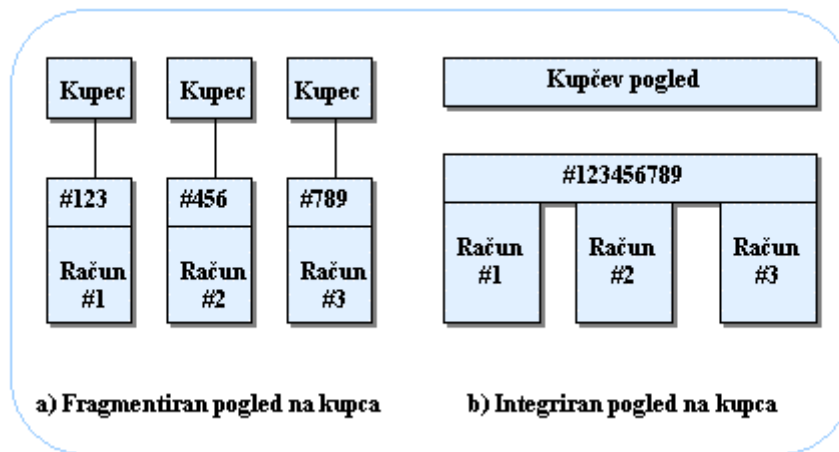 Kupec
Kupec
Kupec
#123
#456
#789
Račun
#1
Račun
#2
Račun
#3
a) Fragmentiran pogled na kupca
Kupčev pogled
#123456789
Račun
#1
Račun
#2
Račun
#3
b) Integriran pogled na kupca